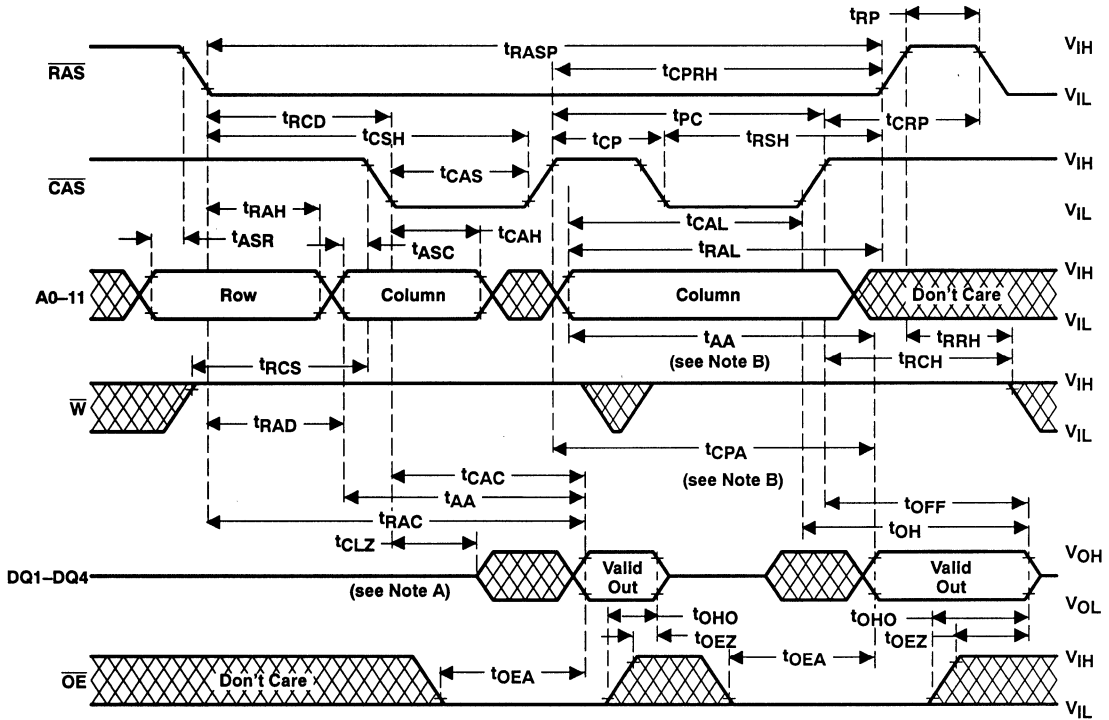 tRP
tRASP
VIH
RAS
tCPRH
VIL
tRCD
tPC
tCRP
tCSH
tCP
tRSH
VIH
CAS
tCAS
VIL
tRAH
tCAL
tASR
tASC
tCAH
tRAL
VIH
A0–11
Row
Column
Column
Don't Care
VIL
tAA
tRRH
(see Note B)
tRCS
tRCH
VIH
W
tRAD
VIL
tCPA
tCAC
(see Note B)
tAA
tOFF
tRAC
tOH
tCLZ
VOH
DQ1–DQ4
Valid
Out
Valid
Out
(see Note A)
VOL
tOHO
tOHO
tOEZ
tOEZ
VIH
OE
Don't Care
tOEA
tOEA
VIL